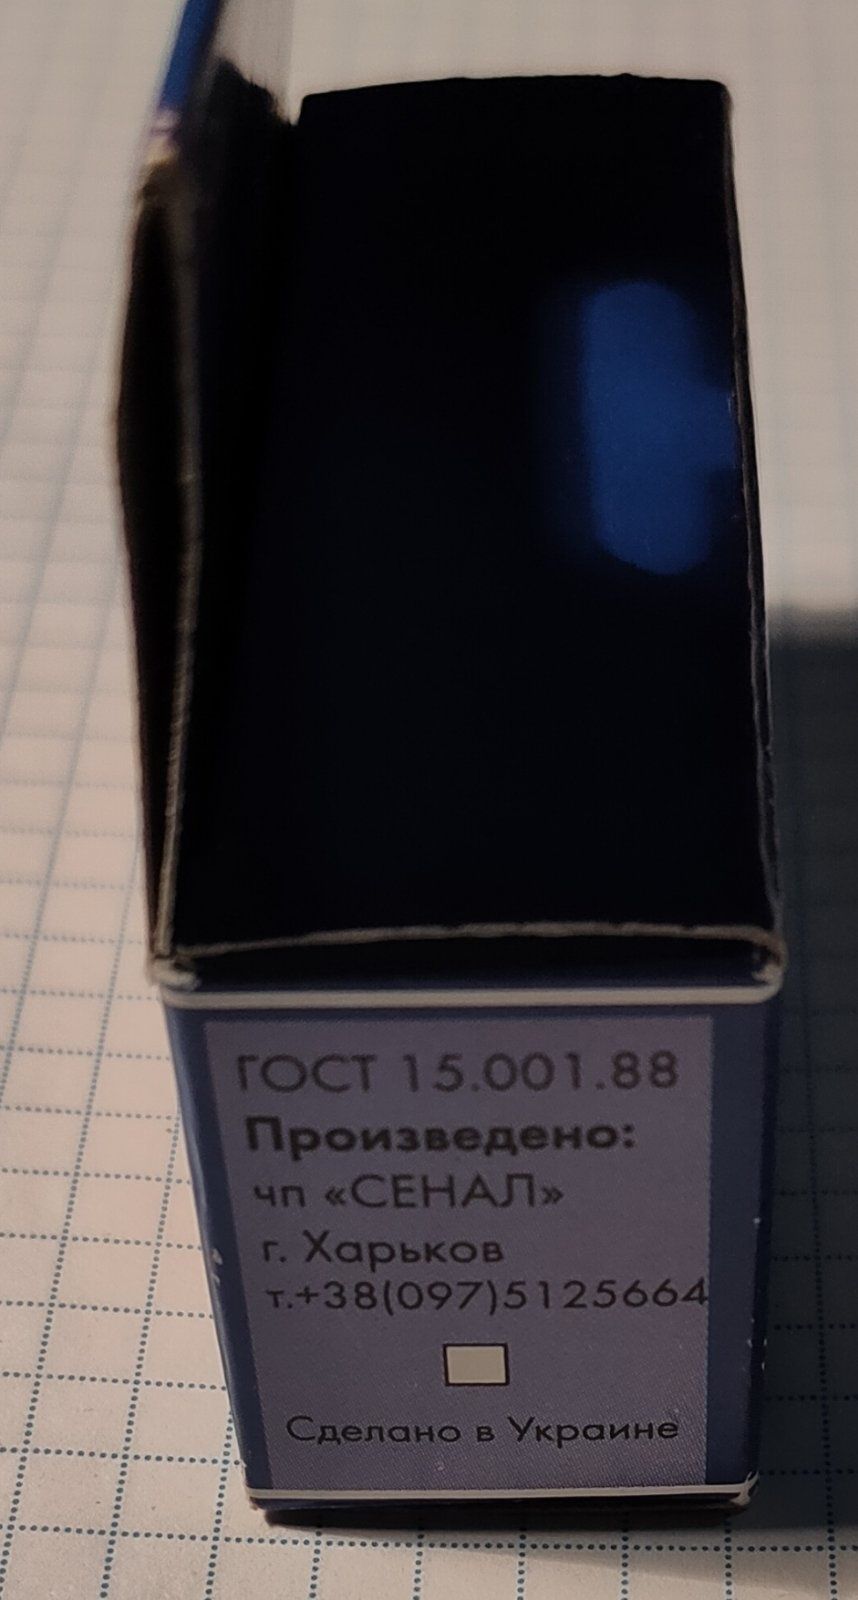 ГОСТ 15.001.88
Произведено:
чп «СЕНАЛ»
г. Харьков
т.+38(097)5125664
Сделано в Украине